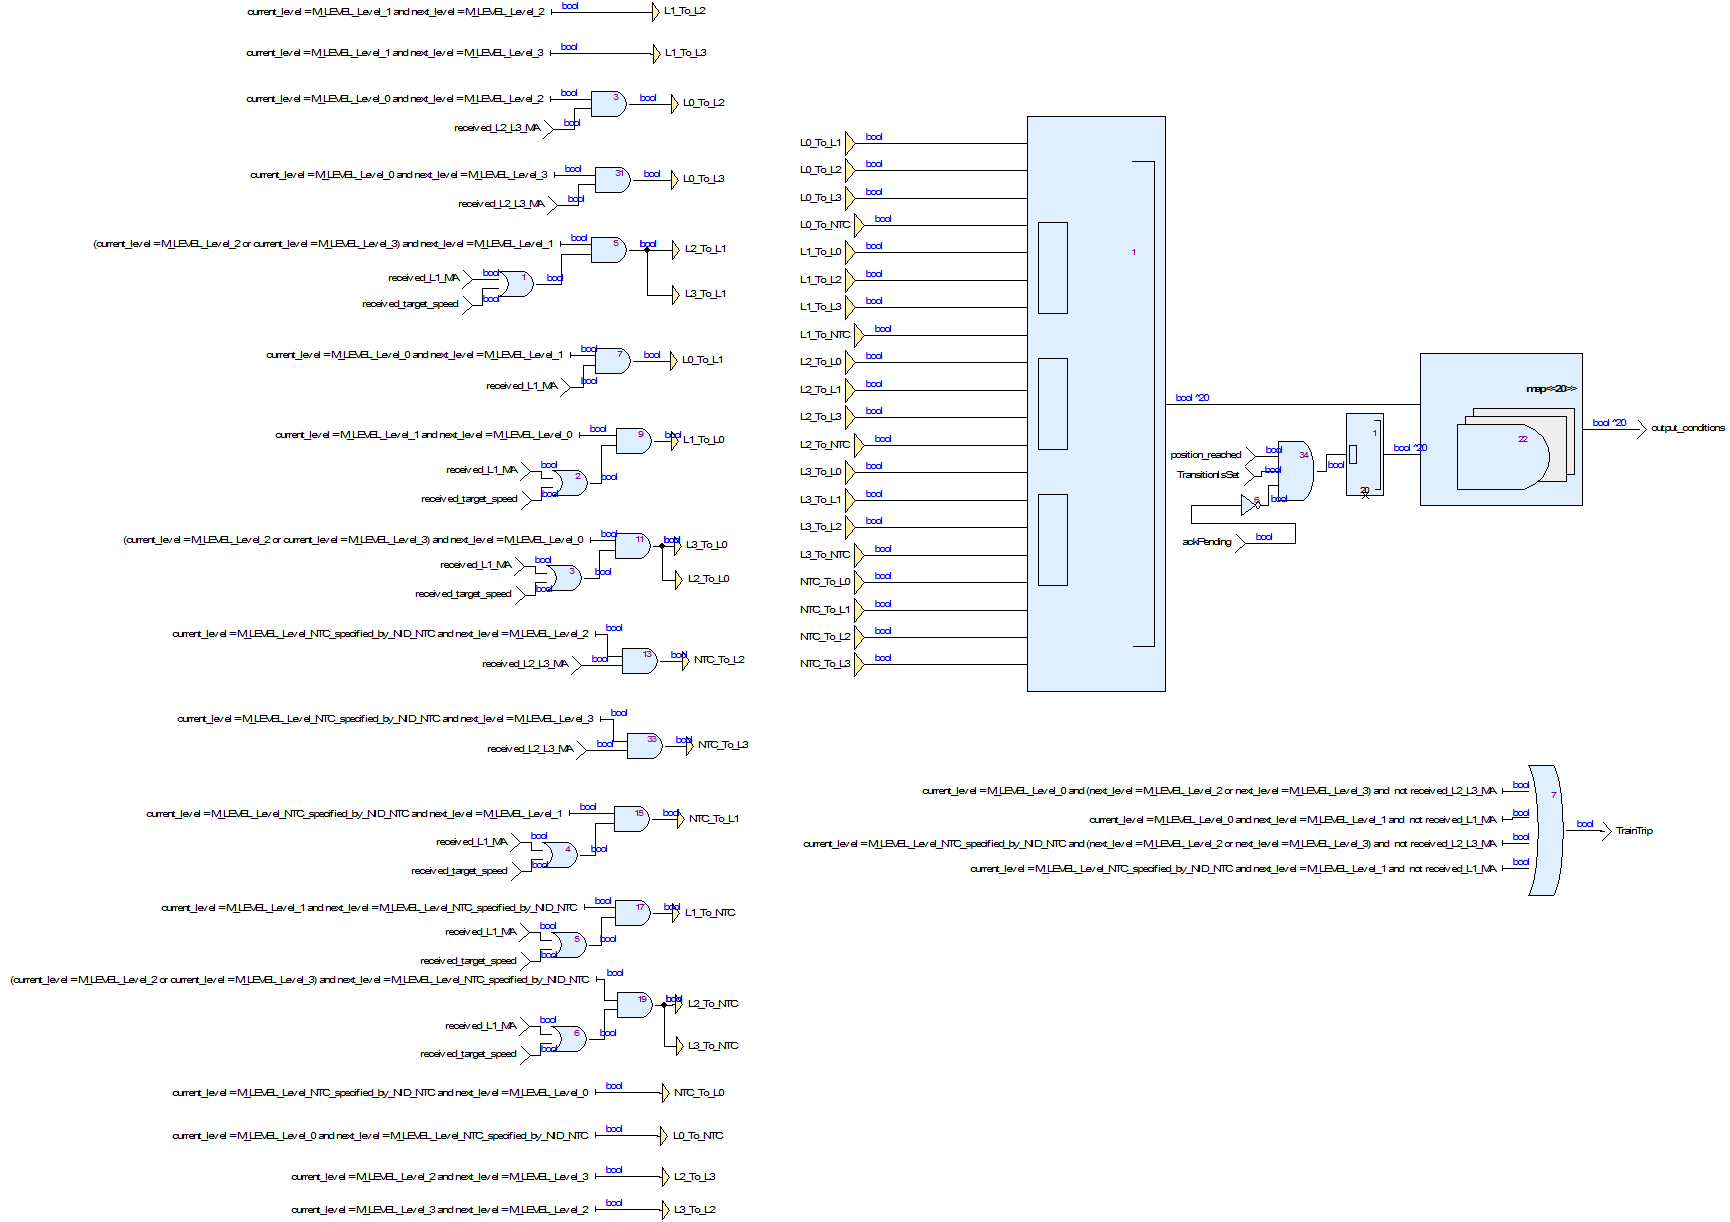 current_level = M_LEVEL_Level_1 and next_level = M_LEVEL_Level_2 bool L1_To_L2
current_level = M_LEVEL_Level_1 and next_level = M_LEVEL_Level_3 bool L1_To_L3
current_level = M_LEVEL_Level_0 and next_level = M_LEVEL_Level_2 bool 3 bool L0_To_L2
received_L2_L3_MA bool
current_level = M_LEVEL_Level_0 and next_level = M_LEVEL_Level_3 bool 31 bool L0_To_L3
received_L2_L3_MA bool
(current_level = M_LEVEL_Level_2 or current_level = M_LEVEL_Level_3) and next_level = M_LEVEL_Level_1 bool 5 bool L2_To_L1
received_L1_MA bool 1 bool
received_target_speed bool L3_To_L1
current_level = M_LEVEL_Level_0 and next_level = M_LEVEL_Level_1 bool 7 bool L0_To_L1
received_L1_MA bool
current_level = M_LEVEL_Level_1 and next_level = M_LEVEL_Level_0 bool 9 bool L1_To_L0
received_L1_MA bool 2 bool
received_target_speed bool
(current_level = M_LEVEL_Level_2 or current_level = M_LEVEL_Level_3) and next_level = M_LEVEL_Level_0 bool 11 bool L3_To_L0
received_L1_MA bool 3 bool L2_To_L0
received_target_speed bool
current_level = M_LEVEL_Level_NTC_specified_by_NID_NTC and next_level = M_LEVEL_Level_2 bool
received_L2_L3_MA bool 13 bool NTC_To_L2
current_level = M_LEVEL_Level_NTC_specified_by_NID_NTC and next_level = M_LEVEL_Level_3 bool
received_L2_L3_MA bool 33 bool NTC_To_L3
current_level = M_LEVEL_Level_NTC_specified_by_NID_NTC and next_level = M_LEVEL_Level_1 bool 15 bool NTC_To_L1
received_L1_MA bool 4 bool
received_target_speed bool
current_level = M_LEVEL_Level_1 and next_level = M_LEVEL_Level_NTC_specified_by_NID_NTC bool 17 bool L1_To_NTC
received_L1_MA bool 5 bool
received_target_speed bool
(current_level = M_LEVEL_Level_2 or current_level = M_LEVEL_Level_3) and next_level = M_LEVEL_Level_NTC_specified_by_NID_NTC bool
19 bool L2_To_NTC
received_L1_MA bool 6 bool
received_target_speed bool L3_To_NTC
current_level = M_LEVEL_Level_NTC_specified_by_NID_NTC and next_level = M_LEVEL_Level_0 bool NTC_To_L0
current_level = M_LEVEL_Level_0 and next_level = M_LEVEL_Level_NTC_specified_by_NID_NTC bool L0_To_NTC
current_level = M_LEVEL_Level_2 and next_level = M_LEVEL_Level_3 bool L2_To_L3
current_level = M_LEVEL_Level_3 and next_level = M_LEVEL_Level_2 bool L3_To_L2
L0_To_L1 bool
L0_To_L2 bool
L0_To_L3 bool
L0_To_NTC bool
L1_To_L0 bool
L1_To_L2 bool
L1_To_L3 bool
L1_To_NTC bool
L2_To_L0 bool
L2_To_L1 bool
L2_To_L3 bool
L2_To_NTC bool
L3_To_L0 bool
L3_To_L1 bool
L3_To_L2 bool
L3_To_NTC bool
NTC_To_L0 bool
NTC_To_L1 bool
NTC_To_L2 bool
NTC_To_L3 bool
1
bool ^20
map<<20>>
22
bool ^20 output_conditions
position_reached bool 34
TransitionIsSet bool bool
1
bool ^20
20
6 bool
ackPending bool
current_level = M_LEVEL_Level_0 and (next_level = M_LEVEL_Level_2 or next_level = M_LEVEL_Level_3) and not received_L2_L3_MA bool
current_level = M_LEVEL_Level_0 and next_level = M_LEVEL_Level_1 and not received_L1_MA bool
current_level = M_LEVEL_Level_NTC_specified_by_NID_NTC and (next_level = M_LEVEL_Level_2 or next_level = M_LEVEL_Level_3) and not received_L2_L3_MA bool
current_level = M_LEVEL_Level_NTC_specified_by_NID_NTC and next_level = M_LEVEL_Level_1 and not received_L1_MA bool
7
bool TrainTrip